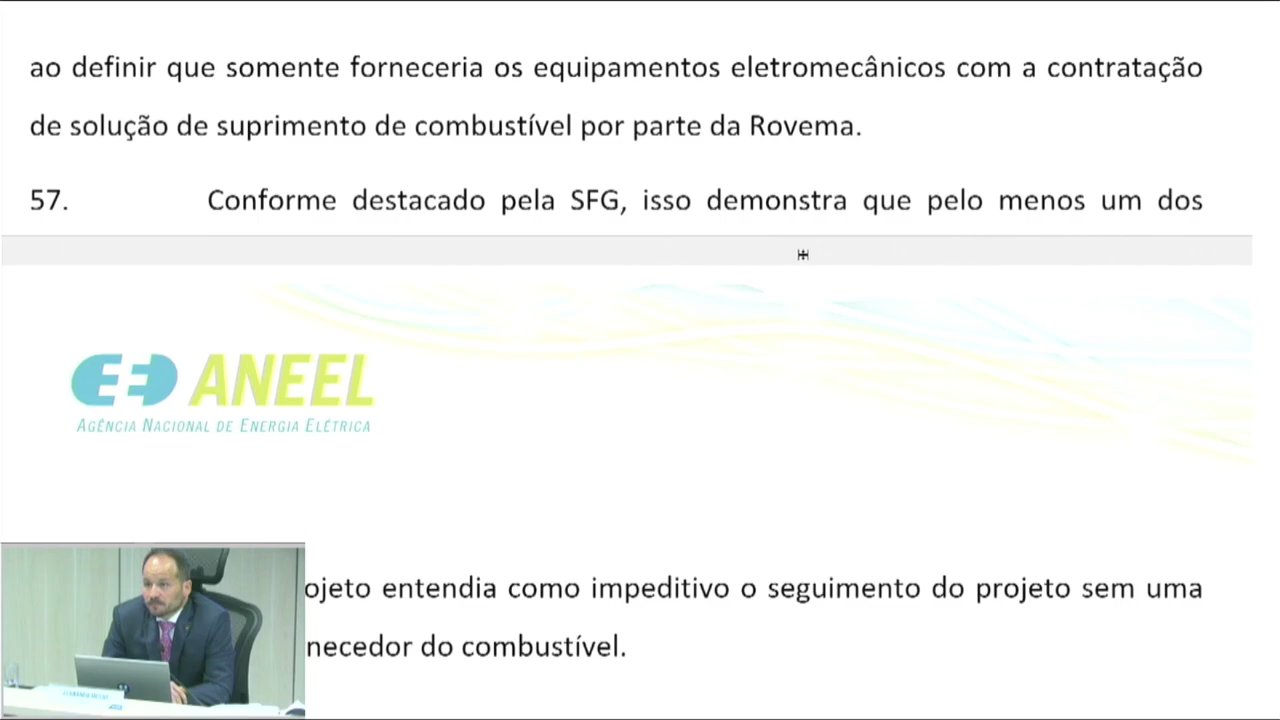 ao definir que somente forneceria os equipamentos eletromecânicos com a contratação
de solução de suprimento de combustível por parte da Rovema.
57. Conforme destacado pela SFG, isso demonstra que pelo menos um dos
ANEEL
AGÊNCIA NACIONAL DE ENERGIA ELÉTRICA
ojeto entendia como impeditivo o seguimento do projeto sem uma
necedor do combustível.